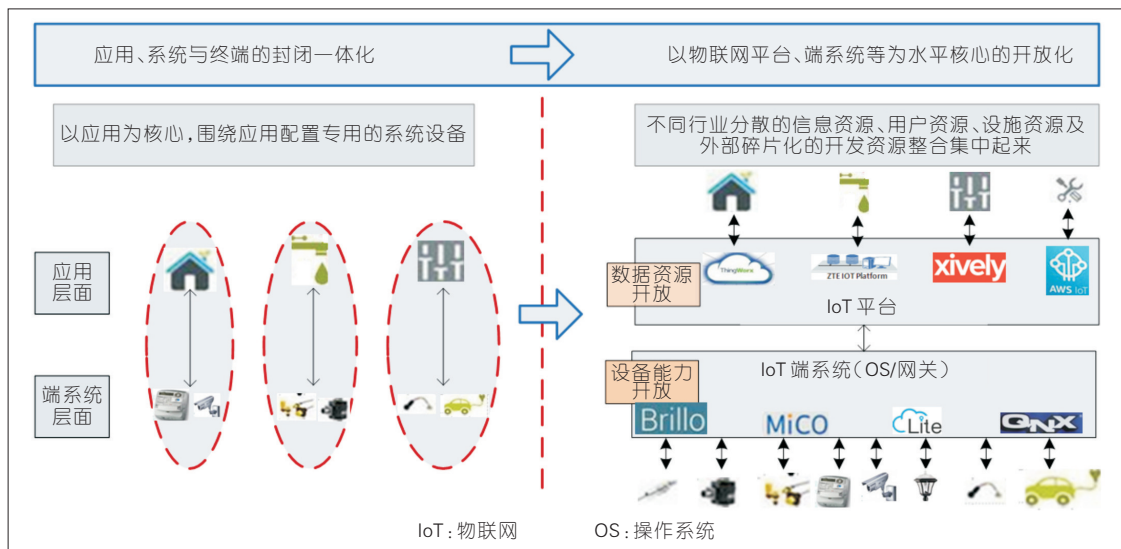 应用、系统与终端的封闭一体化
以物联网平台、端系统等为水平核心的开放化
以应用为核心,围绕应用配置专用的系统设备
不同行业分散的信息资源、用户资源、设施资源及
外部碎片化的开发资源整合集中起来
应用
层面
端系统
层面
数据资源
开放
ThingWorx
ZTE IOT Platform
xively
AWS IoT
IoT 平台
设备能力
开放
IoT 端系统(OS/网关)
Brillo
MiCO
Lite
QNX
IoT:物联网
OS:操作系统